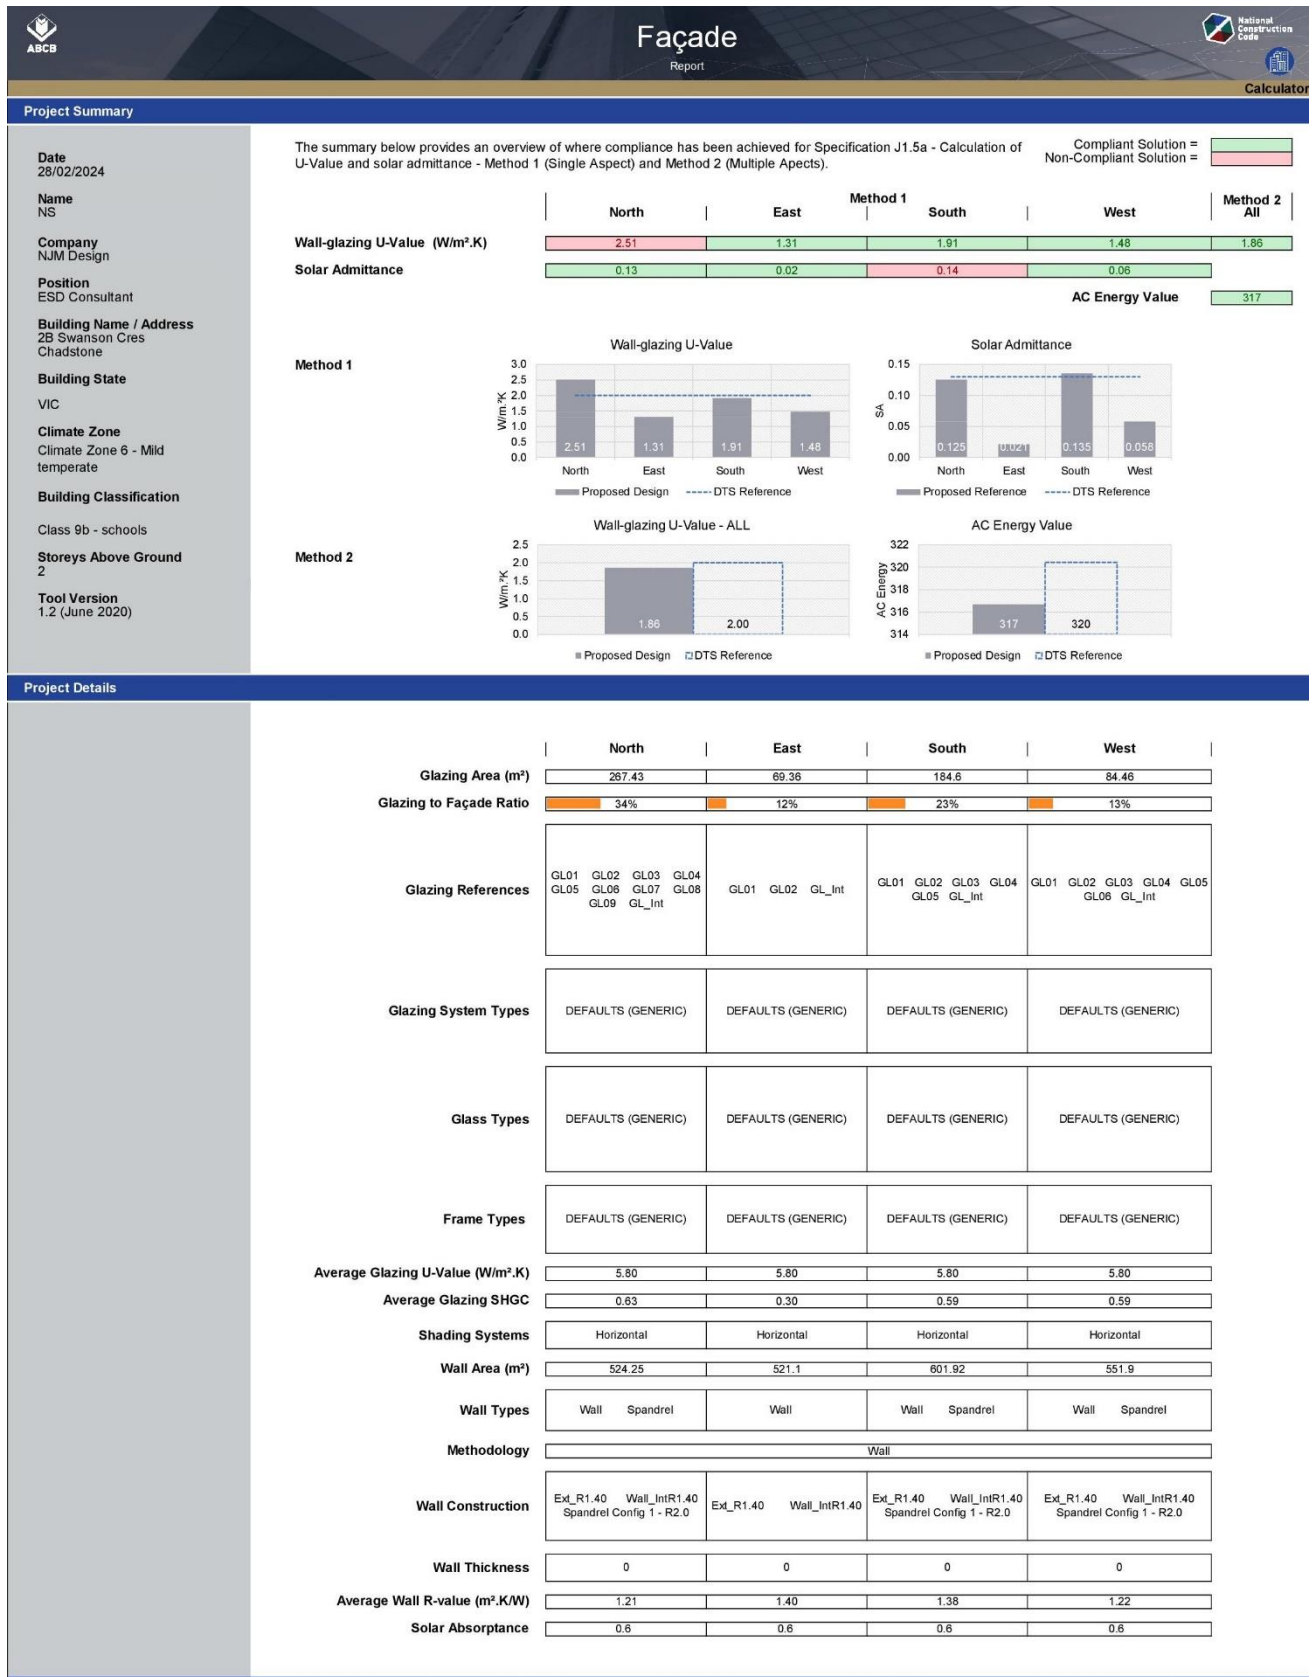 ABCB
Façade
Report
National
Construction
Code
Calculator
Project Summary
Date
28/02/2024
Name
NS
Company
NJM Design
Position
ESD Consultant
Building Name / Address
2B Swanson Cres
Chadstone
Building State
VIC
Climate Zone
Climate Zone 6 - Mild
temperate
Building Classification
Class 9b - schools
Storeys Above Ground
2
Tool Version
1.2 (June 2020)
The summary below provides an overview of where compliance has been achieved for Specification J1.5a - Calculation of
U-Value and solar admittance - Method 1 (Single Aspect) and Method 2 (Multiple Apects).
Compliant Solution =
Non-Compliant Solution =
Method 1 Method 2
North East South West All
Wall-glazing U-Value (W/m².K) 2.51 1.31 1.91 1.48 1.86
Solar Admittance 0.13 0.02 0.14 0.06
AC Energy Value 317
Method 1
Wall-glazing U-Value
W/m.²K
3.0
2.5
2.0
1.5
1.0
0.5
0.0
2.51 1.31 1.91 1.48
North East South West
Proposed Design DTS Reference
Solar Admittance
SA
0.15
0.10
0.05
0.00
0.125 0.021 0.135 0.058
North East South West
Proposed Reference DTS Reference
Method 2
Wall-glazing U-Value - ALL
W/m.²K
2.5
2.0
1.5
1.0
0.5
0.0
1.86 2.00
Proposed Design DTS Reference
AC Energy Value
AC Energy
322
320
318
316
314
317 320
Proposed Design DTS Reference
Project Details
North East South West
Glazing Area (m²) 267.43 69.36 184.6 84.46
Glazing to Façade Ratio 34% 12% 23% 13%
Glazing References
GL01 GL02 GL03 GL04
GL05 GL06 GL07 GL08
GL09 GL_Int
GL01 GL02 GL_Int
GL01 GL02 GL03 GL04
GL05 GL_Int
GL01 GL02 GL03 GL04 GL05
GL06 GL_Int
Glazing System Types DEFAULTS (GENERIC) DEFAULTS (GENERIC) DEFAULTS (GENERIC) DEFAULTS (GENERIC)
Glass Types DEFAULTS (GENERIC) DEFAULTS (GENERIC) DEFAULTS (GENERIC) DEFAULTS (GENERIC)
Frame Types DEFAULTS (GENERIC) DEFAULTS (GENERIC) DEFAULTS (GENERIC) DEFAULTS (GENERIC)
Average Glazing U-Value (W/m².K) 5.80 5.80 5.80 5.80
Average Glazing SHGC 0.63 0.30 0.59 0.59
Shading Systems Horizontal Horizontal Horizontal Horizontal
Wall Area (m²) 524.25 521.1 601.92 551.9
Wall Types Wall Spandrel Wall Wall Spandrel Wall Spandrel
Methodology Wall
Wall Construction
Ext_R1.40 Wall_IntR1.40
Spandrel Config 1 - R2.0
Ext_R1.40 Wall_IntR1.40
Ext_R1.40 Wall_IntR1.40
Spandrel Config 1 - R2.0
Ext_R1.40 Wall_IntR1.40
Spandrel Config 1 - R2.0
Wall Thickness 0 0 0 0
Average Wall R-value (m².K/W) 1.21 1.40 1.38 1.22
Solar Absorptance 0.6 0.6 0.6 0.6